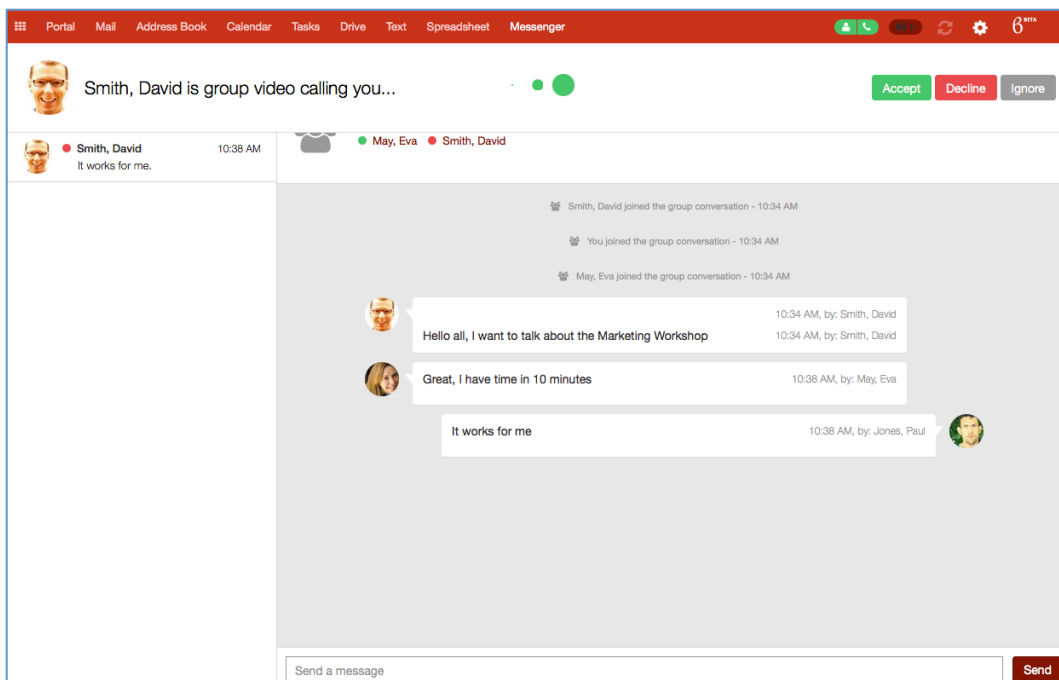 Portal Mail Address Book Calendar Tasks Drive Text Spreadsheet Messenger
6 BETA
Smith, David is group video calling you...
Accept Decline Ignore
Smith, David 10:38 AM
It works for me.
May, Eva Smith, David
Smith, David joined the group conversation - 10:34 AM
You joined the group conversation - 10:34 AM
May, Eva joined the group conversation - 10:34 AM
10:34 AM, by: Smith, David
Hello all, I want to talk about the Marketing Workshop 10:34 AM, by: Smith, David
Great, I have time in 10 minutes 10:38 AM, by: May, Eva
It works for me 10:38 AM, by: Jones, Paul
Send a message Send